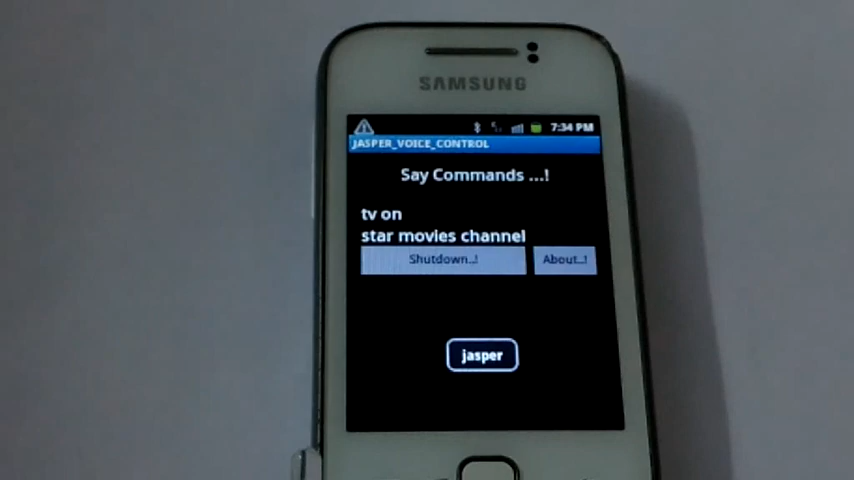 SAMSUNG
7:34 PM
JASPER_VOICE_CONTROL
Say Commands ...!
tv on
star movies channel
Shutdown..!
About..!
jasper